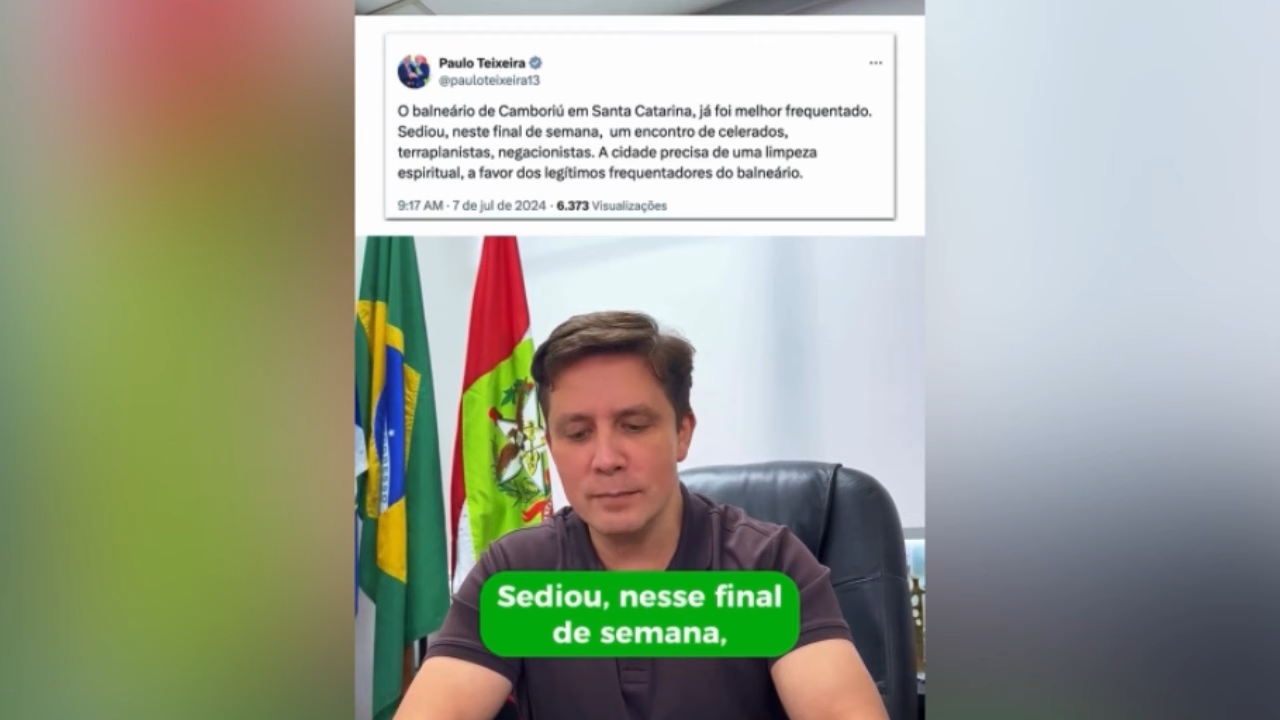 Paulo Teixeira
@pauloteixeira13
O balneário de Camboriú em Santa Catarina, já foi melhor frequentado.
Sediou, neste final de semana, um encontro de celerados,
terraplanistas, negacionistas. A cidade precisa de uma limpeza
espiritual, a favor dos legítimos frequentadores do balneário.
9:17 AM · 7 de jul de 2024 · 6.373 Visualizações
Sediou, nesse final
de semana,